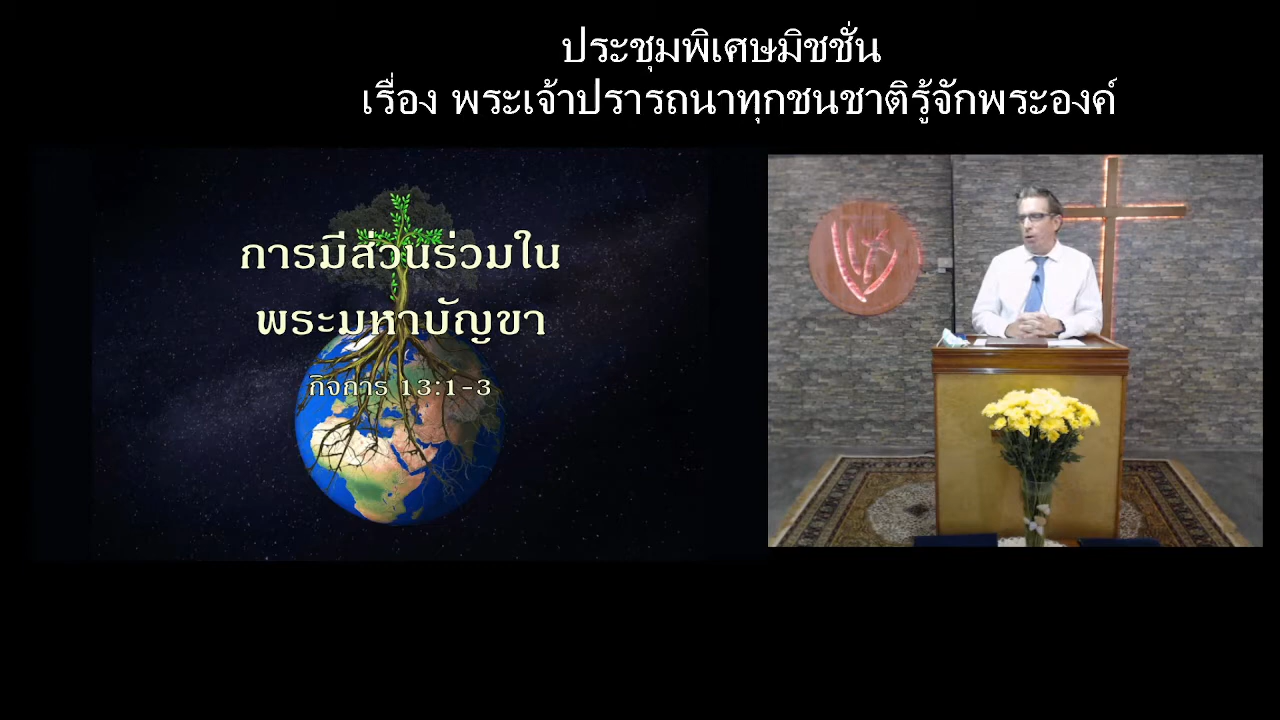 ประชุมพิเศษมิชชั่น
เรื่อง พระเจ้าปรารถนาทุกชนชาติรู้จักพระองค์
การมีส่วนร่วมใน
พระมหาบัญขา
กิจการ 13:1-3